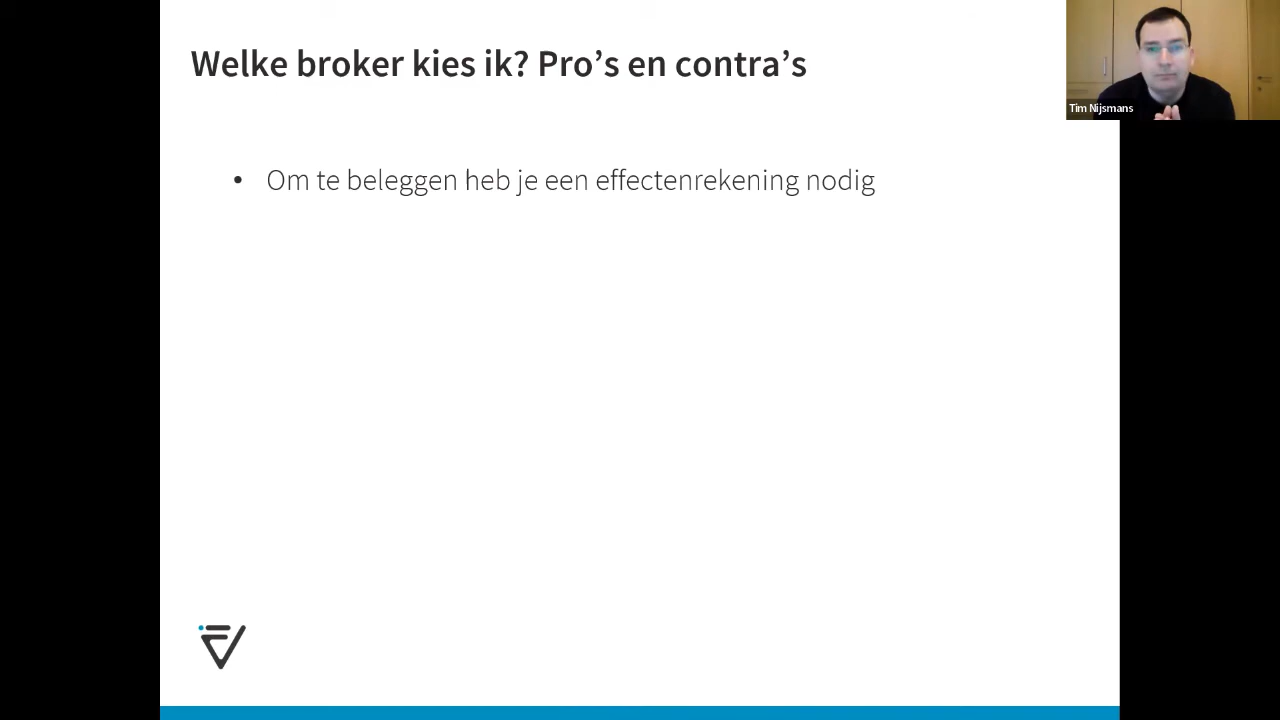 Welke broker kies ik? Pro’s en contra’s
Tim Nijsmans
• Om te beleggen heb je een effectenrekening nodig